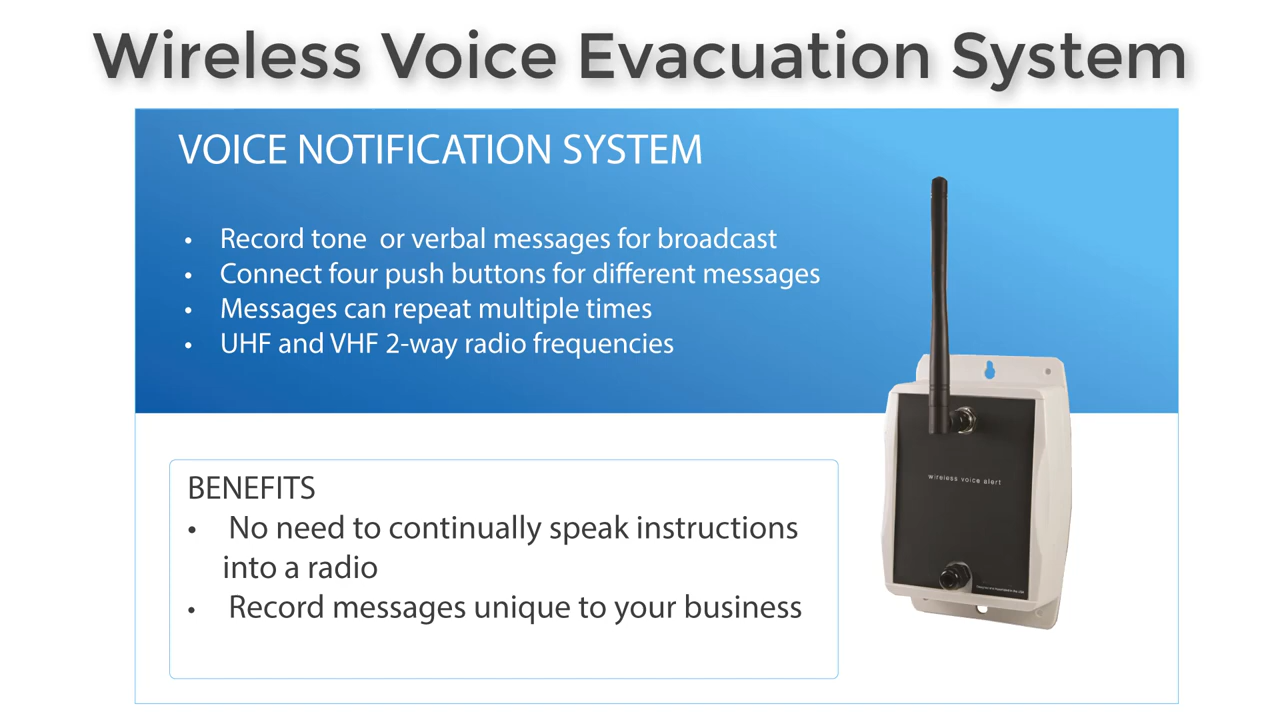 Wireless Voice Evacuation System
VOICE NOTIFICATION SYSTEM
• Record tone  or verbal messages for broadcast
• Connect four push buttons for different messages
• Messages can repeat multiple times
• UHF and VHF 2-way radio frequencies
wireless voice alert
BENEFITS
• No need to continually speak instructions
into a radio
• Record messages unique to your business